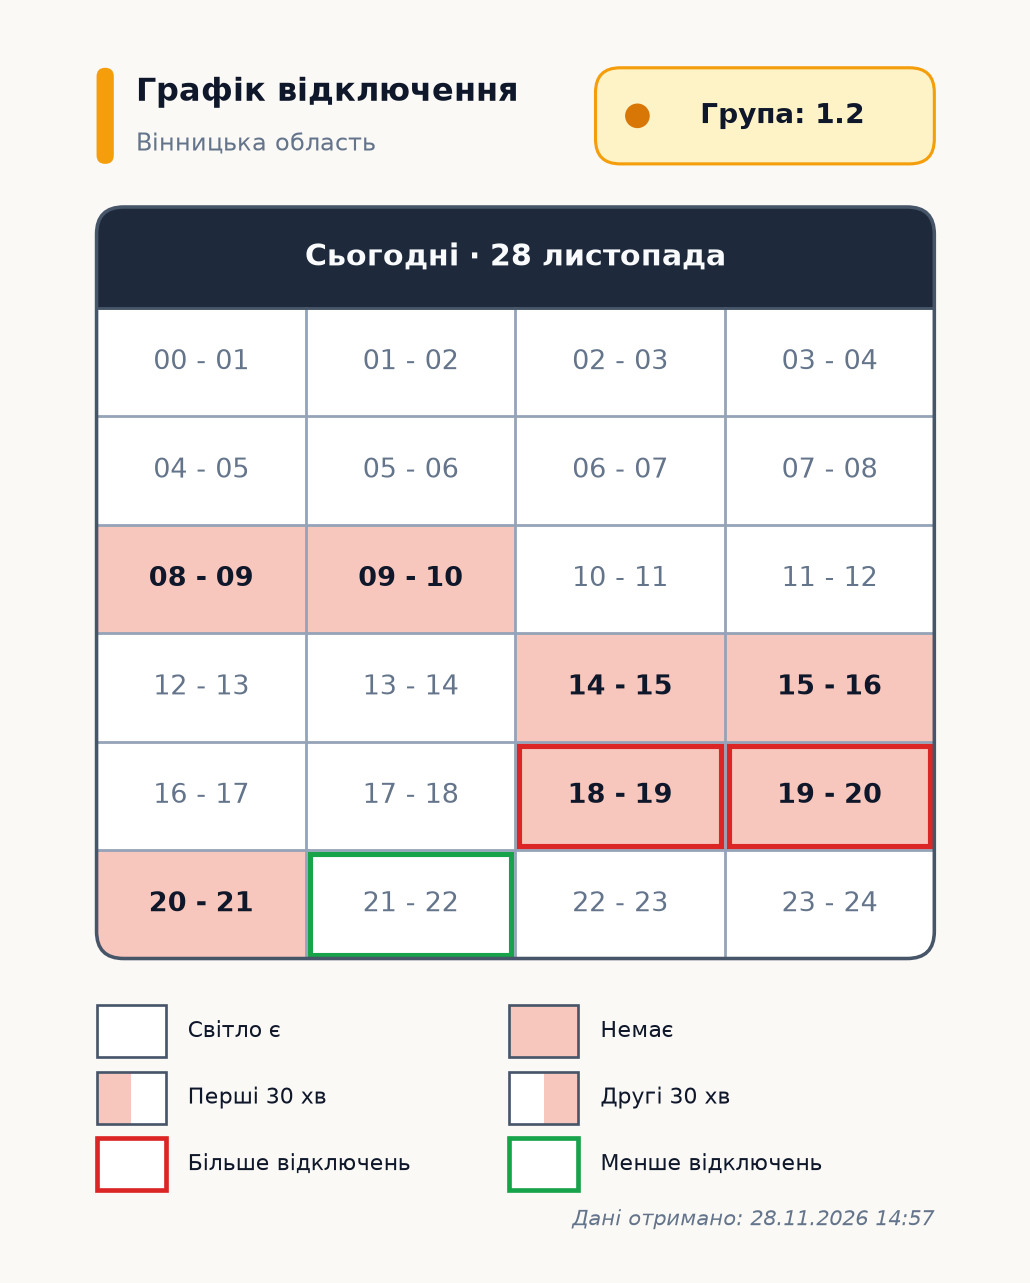 Графік відключення
Вінницька область
Група: 1.2
Сьогодні · 28 листопада
00 - 01 01 - 02 02 - 03 03 - 04
04 - 05 05 - 06 06 - 07 07 - 08
08 - 09 09 - 10 10 - 11 11 - 12
12 - 13 13 - 14 14 - 15 15 - 16
16 - 17 17 - 18 18 - 19 19 - 20
20 - 21 21 - 22 22 - 23 23 - 24
Світло є Немає
Перші 30 хв Другі 30 хв
Більше відключень Менше відключень
Дані отримано: 28.11.2026 14:57